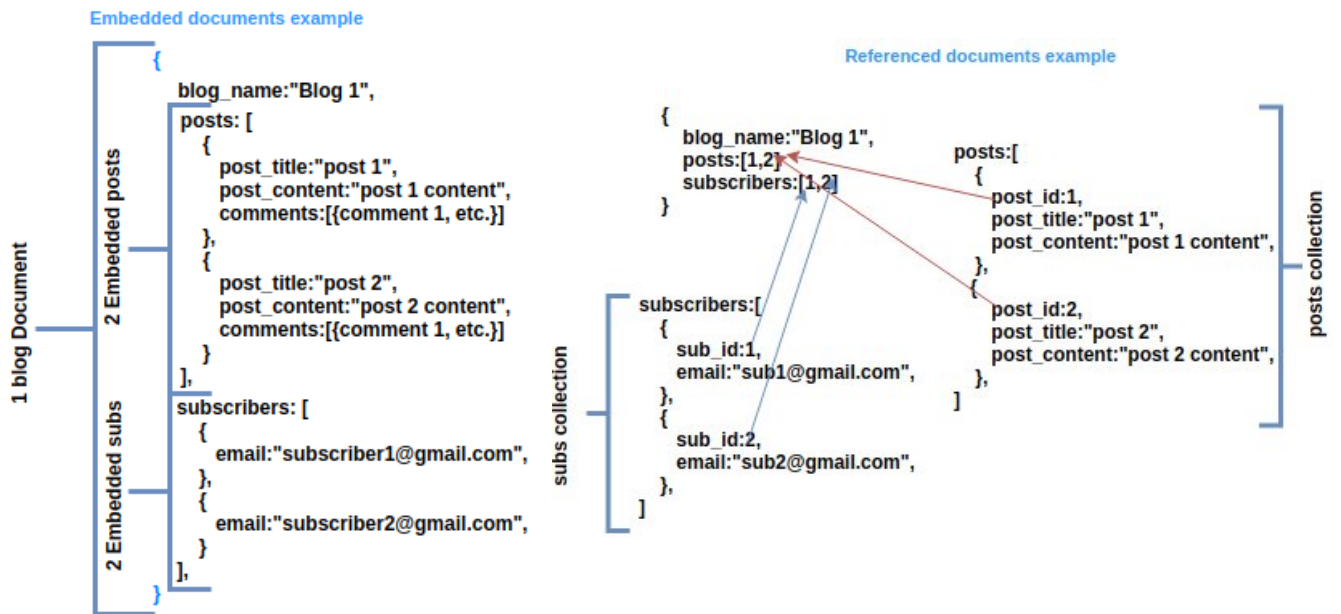 Embedded documents example
1 blog Document
2 Embedded posts
2 Embedded subs
{
blog_name:"Blog 1",
posts: [
{
post_title:"post 1",
post_content:"post 1 content",
comments:[{comment 1, etc.}]
},
{
post_title:"post 2",
post_content:"post 2 content",
comments:[{comment 1, etc.}]
}
],
subscribers: [
{
email:"subscriber1@gmail.com",
},
{
email:"subscriber2@gmail.com",
}
],
}
Referenced documents example
{
blog_name:"Blog 1",
posts:[1,2]
subscribers:[1,2]
}
subs collection
subscribers:[
{
sub_id:1,
email:"sub1@gmail.com",
},
{
sub_id:2,
email:"sub2@gmail.com",
},
]
posts:[
{
post_id:1,
post_title:"post 1",
post_content:"post 1 content",
},
{
post_id:2,
post_title:"post 2",
post_content:"post 2 content",
},
]
posts collection